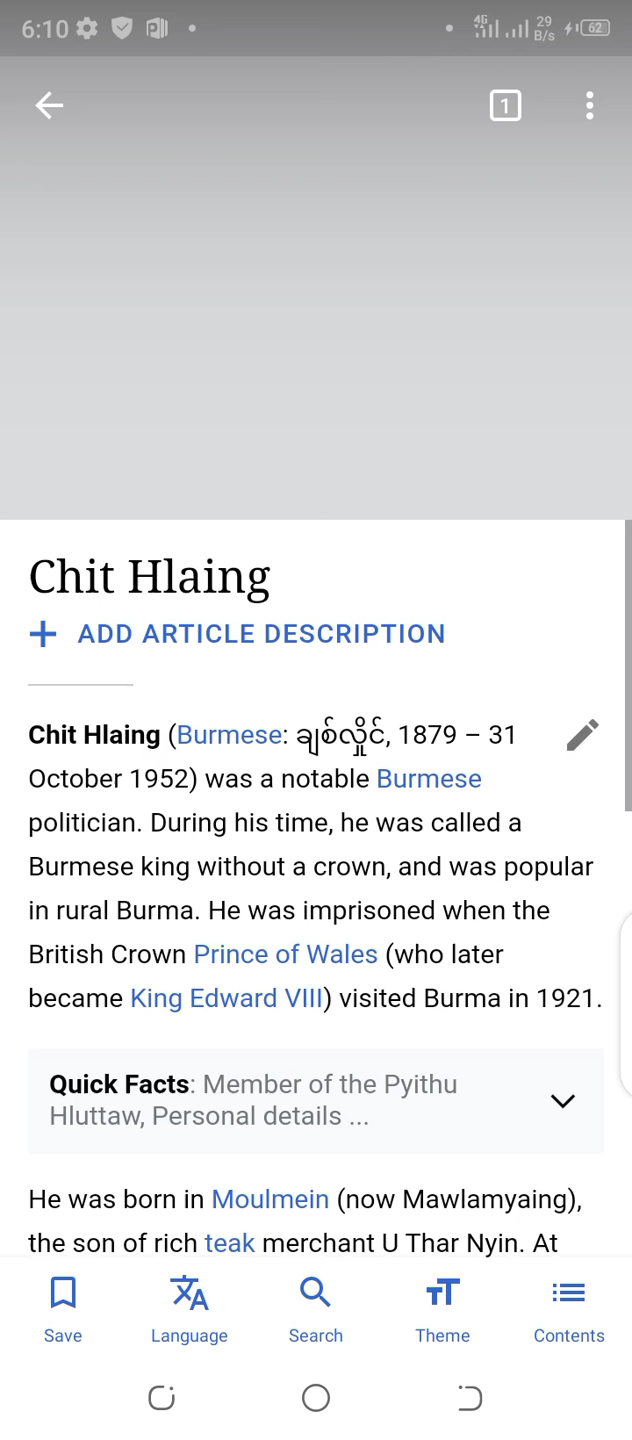 6:10
4G
29
B/s
62
1
Chit Hlaing
ADD ARTICLE DESCRIPTION
Chit Hlaing (Burmese: ချစ်လှိုင်, 1879 – 31
October 1952) was a notable Burmese
politician. During his time, he was called a
Burmese king without a crown, and was popular
in rural Burma. He was imprisoned when the
British Crown Prince of Wales (who later
became King Edward VIII) visited Burma in 1921.
Quick Facts: Member of the Pyithu
Hluttaw, Personal details ...
He was born in Moulmein (now Mawlamyaing),
the son of rich teak merchant U Thar Nyin. At
Save
Language
Search
Theme
Contents